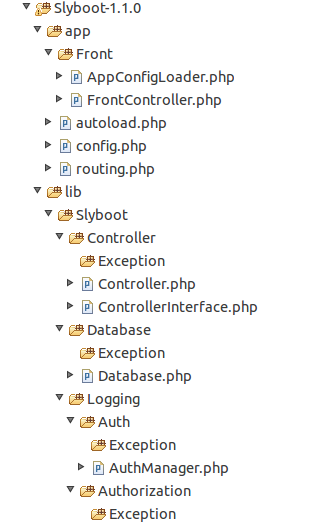 Slyboot-1.1.0
app
Front
AppConfigLoader.php
FrontController.php
autoload.php
config.php
routing.php
lib
Slyboot
Controller
Exception
Controller.php
ControllerInterface.php
Database
Exception
Database.php
Logging
Auth
Exception
AuthManager.php
Authorization
Exception